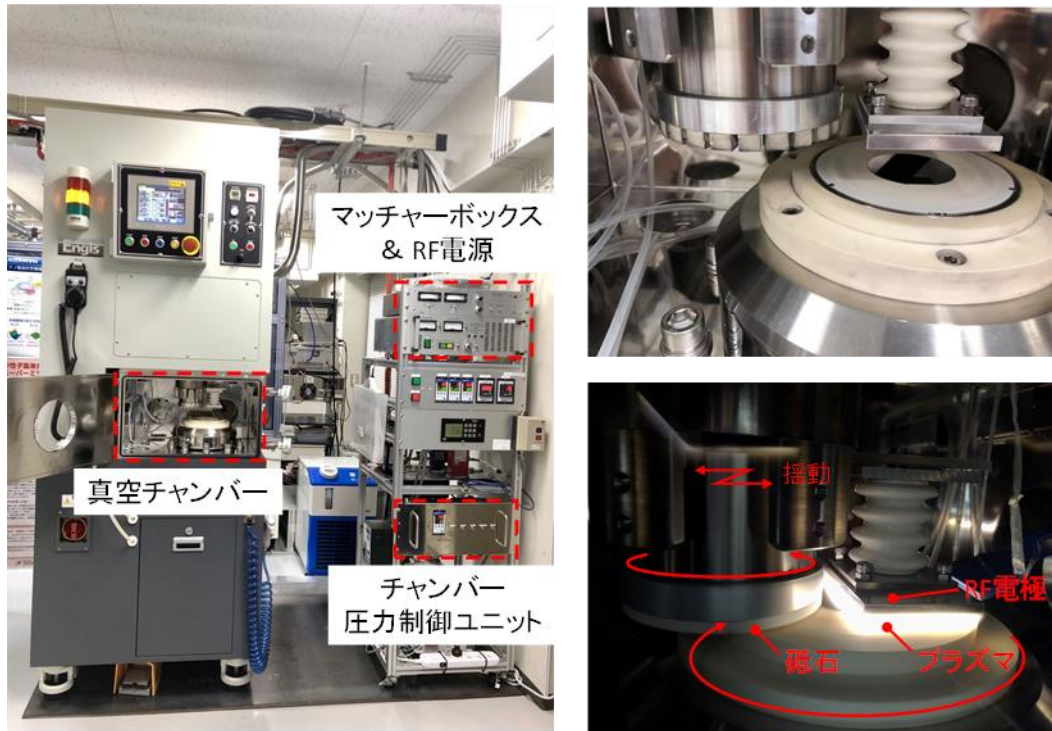 Engis
マッチャーボックス
& RF電源
真空チャンバー
チャンバー
圧力制御ユニット
揺動
RF電極
砥石
プラズマ